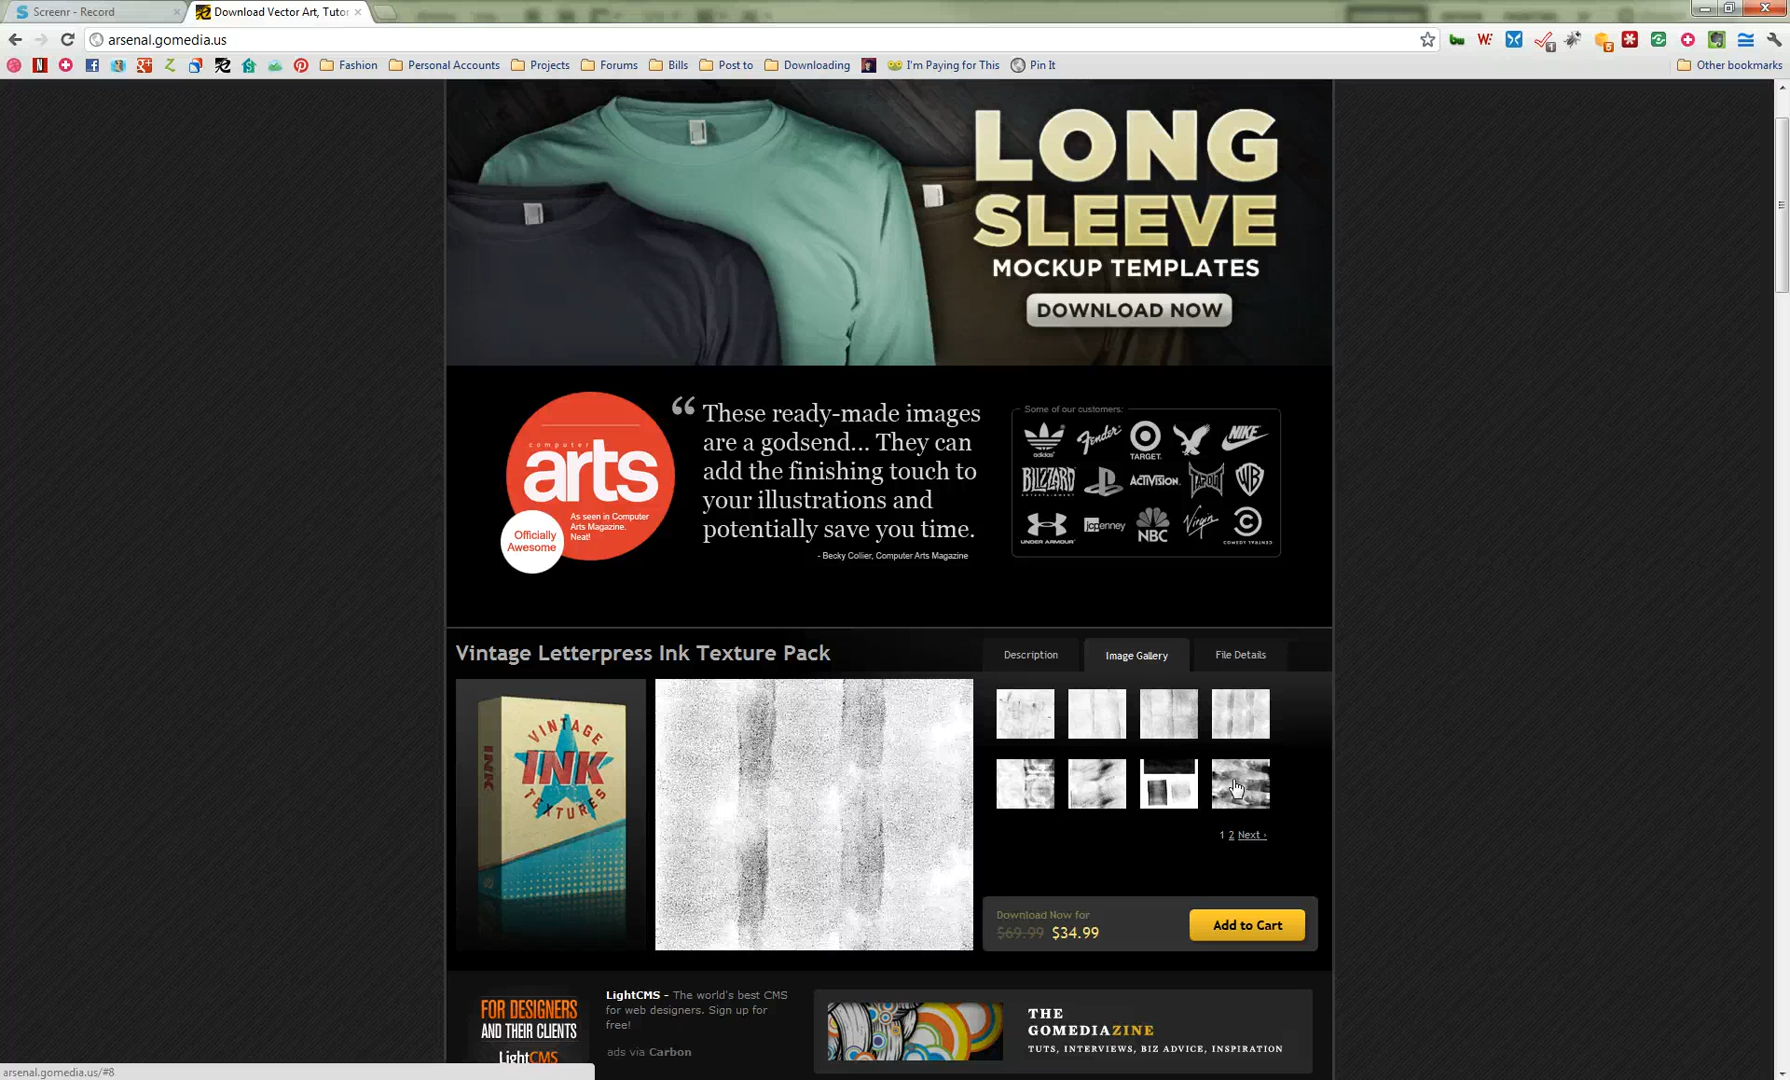 Screenr - Record
Download Vector Art, Tutor
arsenal.gomedia.us
Fashion
Personal Accounts
Projects
Forums
Bills
Post to
Downloading
I'm Paying for This
Pin It
Other bookmarks
LONG
SLEEVE
MOCKUP TEMPLATES
DOWNLOAD NOW
computer
arts
As seen in Computer
Arts Magazine.
Neat!
Officially
Awesome
“ These ready-made images
are a godsend... They can
add the finishing touch to
your illustrations and
potentially save you time.
- Becky Collier, Computer Arts Magazine
Some of our customers:
adidas
Fender
TARGET
NIKE
BLIZZARD
ENTERTAINMENT
ACTIVISION
TAPOUT
WB
UNDER ARMOUR
jcpenney
NBC
Virgin
COMEDY CENTRAL
Vintage Letterpress Ink Texture Pack
Description
Image Gallery
File Details
INK
VINTAGE
INK
TEXTURES
1 2 Next ›
Download Now for
$69.99 $34.99
Add to Cart
FOR DESIGNERS
AND THEIR CLIENTS
LightCMS
LightCMS - The world's best CMS
for web designers. Sign up for
free!
ads via Carbon
THE
GOMEDIAZINE
TUTS, INTERVIEWS, BIZ ADVICE, INSPIRATION
arsenal.gomedia.us/#8